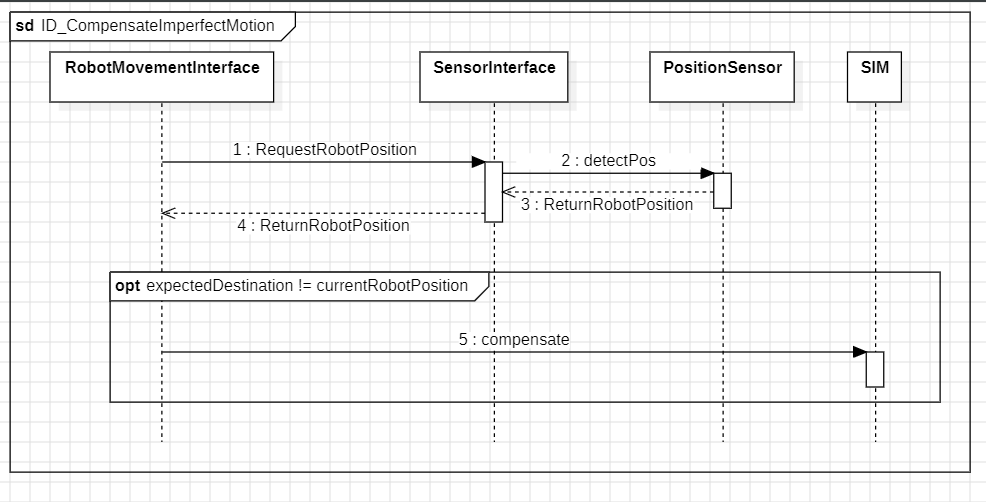 sd ID_CompensateImperfectMotion
RobotMovementInterface
SensorInterface
PositionSensor
SIM
1 : RequestRobotPosition
2 : detectPos
3 : ReturnRobotPosition
4 : ReturnRobotPosition
opt expectedDestination != currentRobotPosition
5 : compensate